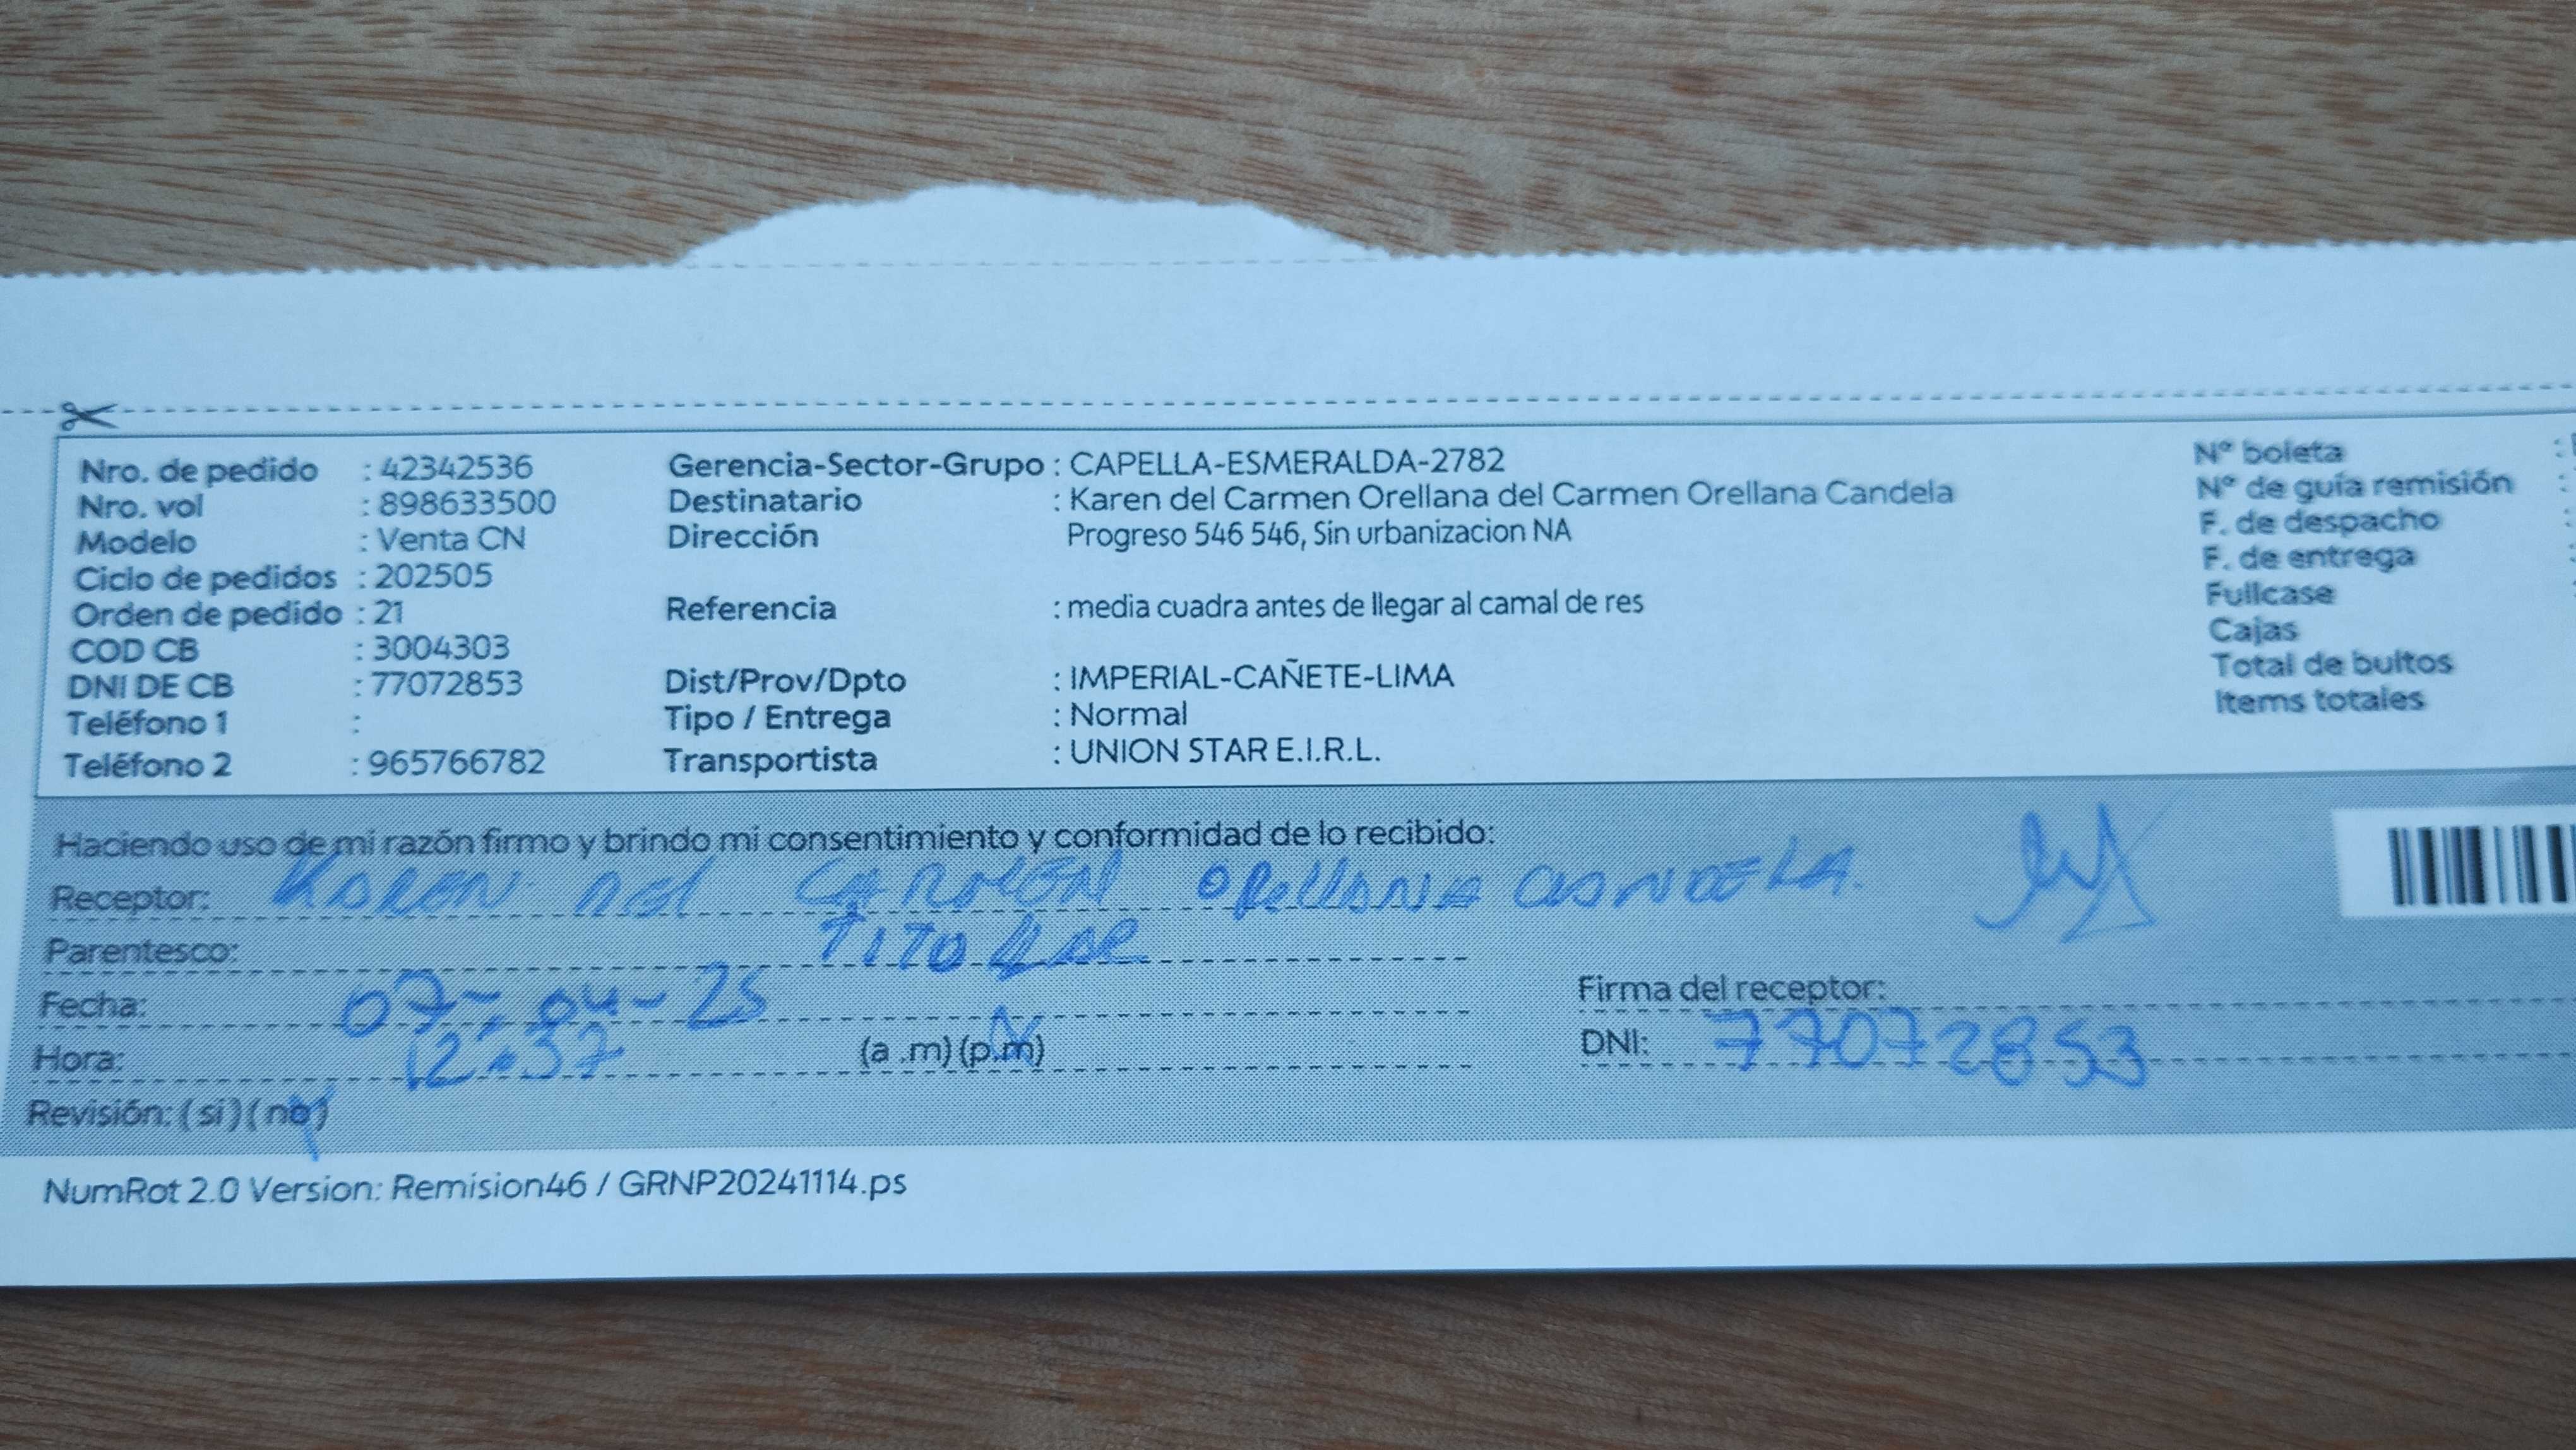 Nro. de pedido : 42342536
Nro. vol : 898633500
Modelo : Venta CN
Ciclo de pedidos : 202505
Orden de pedido : 21
COD CB : 3004303
DNI DE CB : 77072853
Teléfono 1 :
Teléfono 2 : 965766782
Gerencia-Sector-Grupo : CAPELLA-ESMERALDA-2782
Destinatario : Karen del Carmen Orellana del Carmen Orellana Candela
Dirección Progreso 546 546, Sin urbanizacion NA
Referencia : media cuadra antes de llegar al camal de res
Dist/Prov/Dpto : IMPERIAL-CAÑETE-LIMA
Tipo / Entrega : Normal
Transportista : UNION STAR E.I.R.L.
N° boleta :
N° de guía remisión :
F. de despacho :
F. de entrega :
Fullcase
Cajas
Total de bultos
Items totales
Haciendo uso de mi razón firmo y brindo mi consentimiento y conformidad de lo recibido:
Receptor: Karen del Carmen Orellana Candela.
Parentesco: Titular
Fecha: 07-04-25
Hora: 12:37 (a .m) (p.m)
Revisión: (si) (no)
Firma del receptor:
DNI: 77072853
NumRot 2.0 Version: Remision46 / GRNP20241114.ps